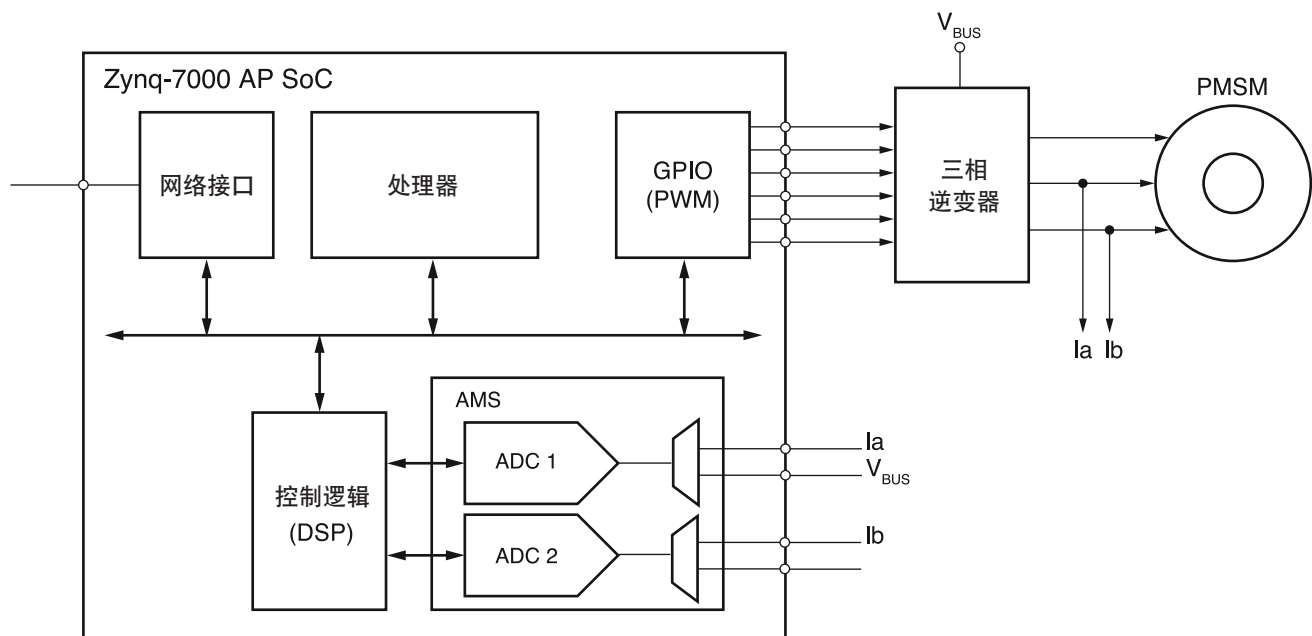 V_BUS
Zynq-7000 AP SoC
PMSM
网络接口
处理器
GPIO
(PWM)
三相
逆变器
Ia
Ib
AMS
ADC 1
Ia
V_BUS
控制逻辑
(DSP)
ADC 2
Ib